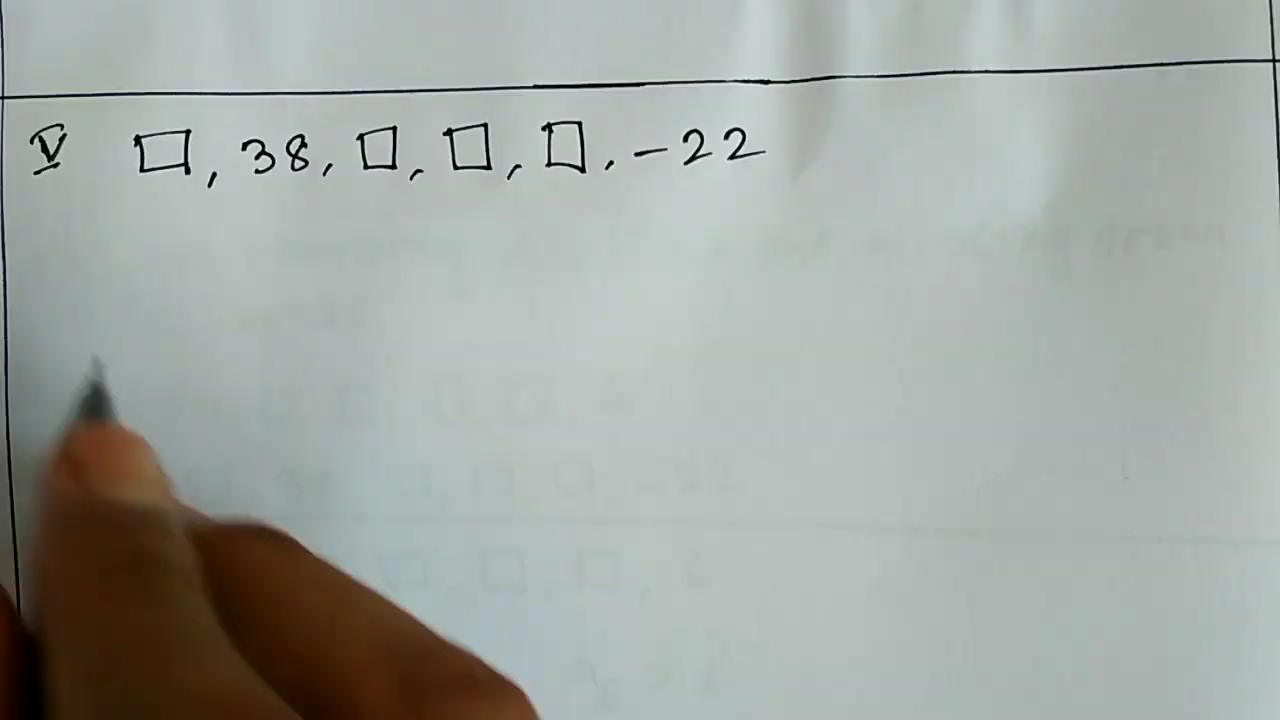 V □, 38, □, □, □, -22